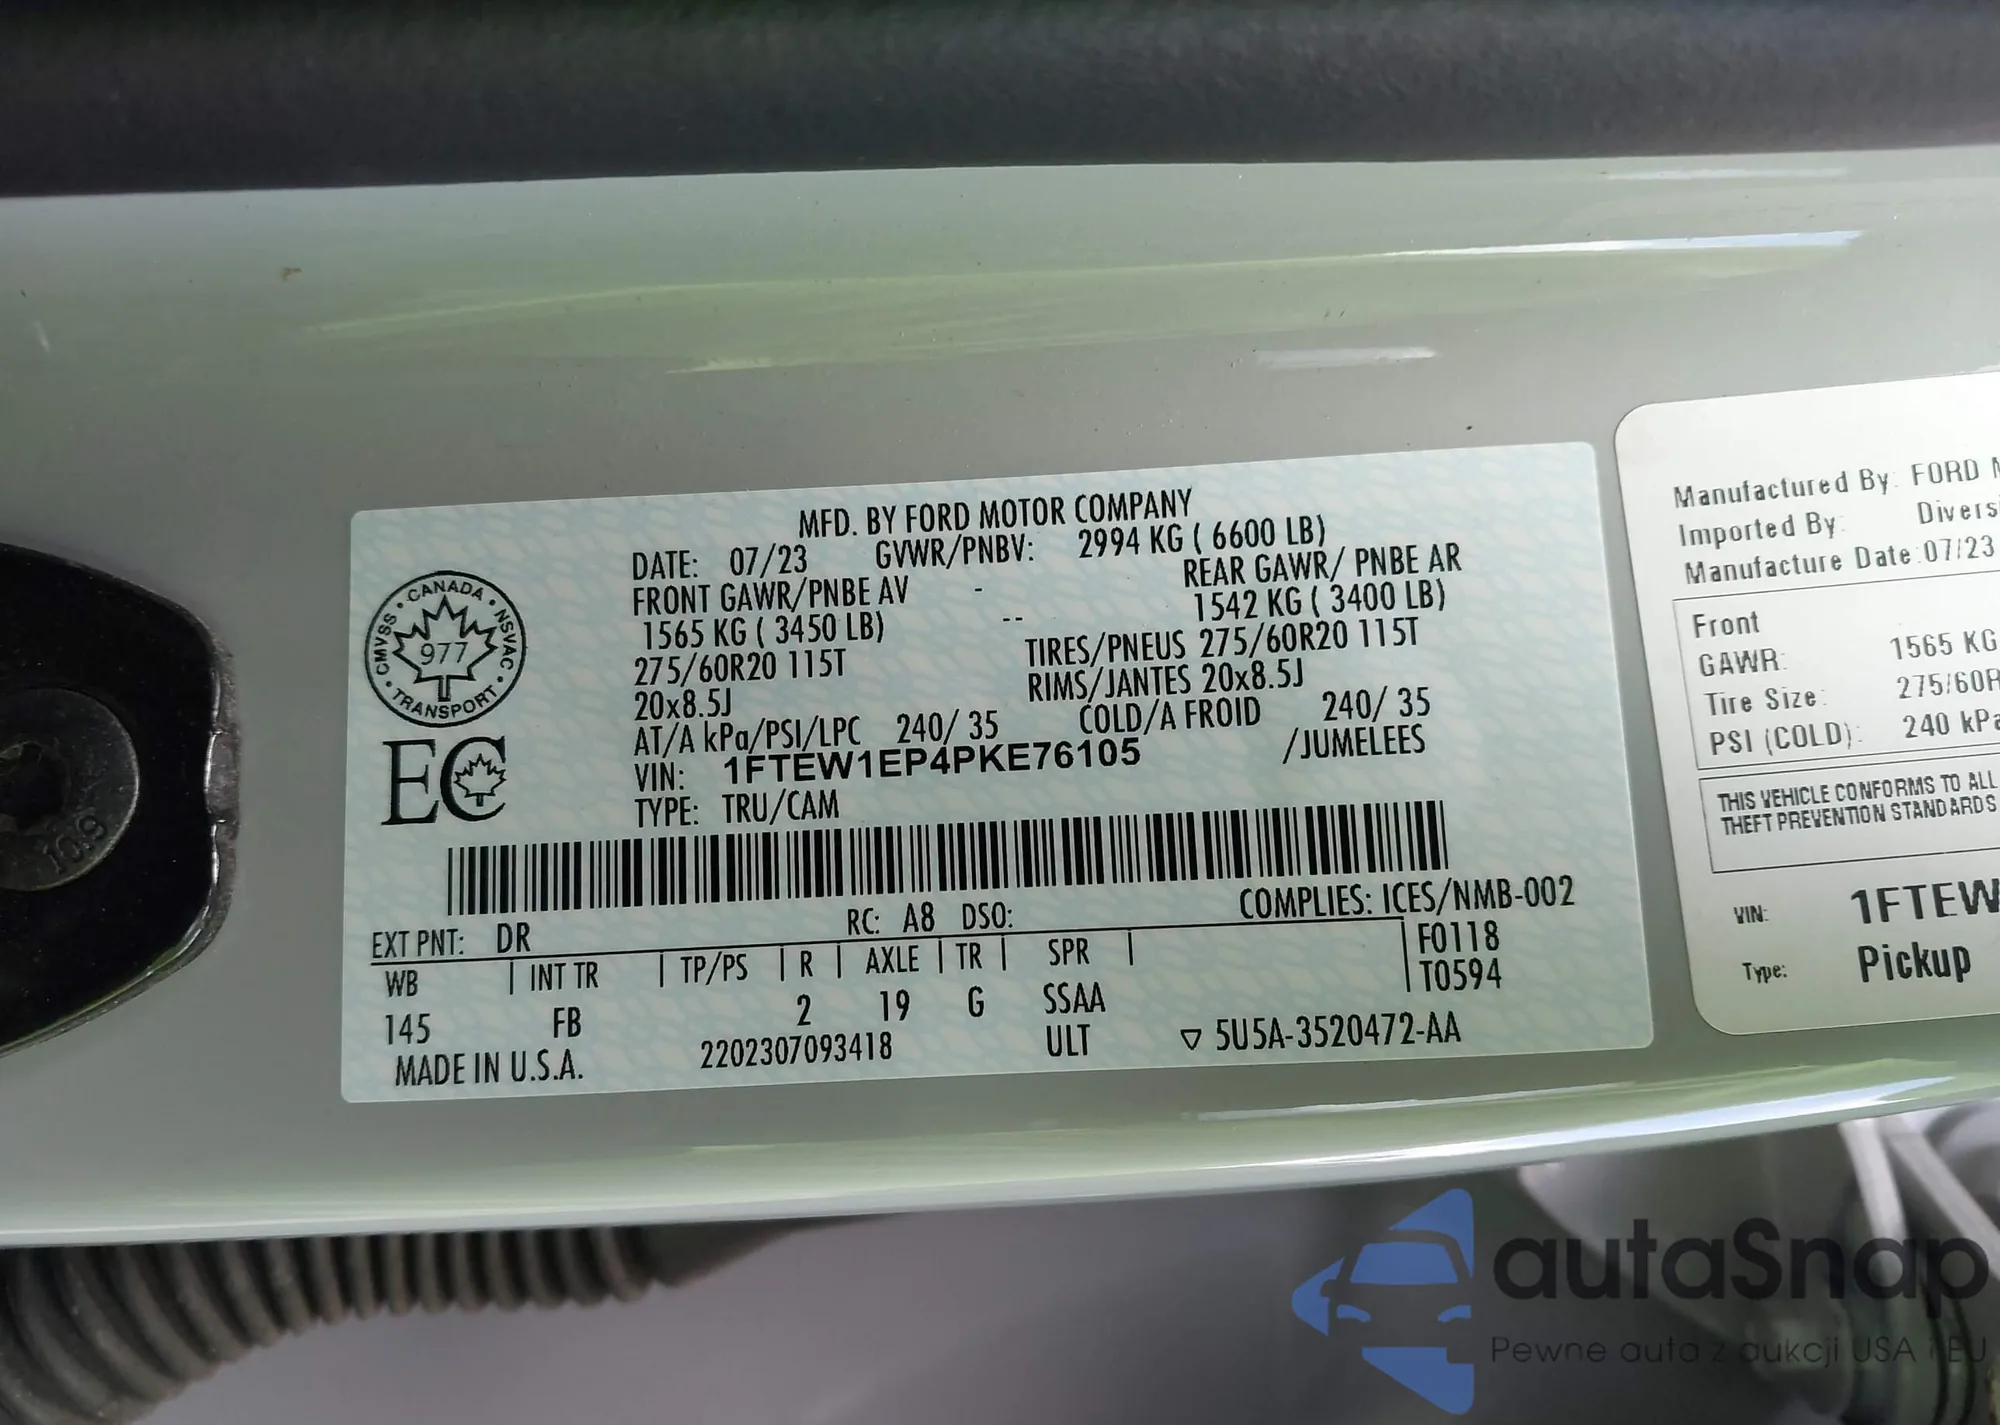 MFD. BY FORD MOTOR COMPANY
DATE: 07/23 GVWR/PNBV: 2994 KG ( 6600 LB)
FRONT GAWR/PNBE AV - REAR GAWR/ PNBE AR
1565 KG ( 3450 LB) -- 1542 KG ( 3400 LB)
275/60R20 115T TIRES/PNEUS 275/60R20 115T
20x8.5J RIMS/JANTES 20x8.5J
AT/A kPa/PSI/LPC 240/ 35 COLD/A FROID 240/ 35
VIN: 1FTEW1EP4PKE76105 /JUMELEES
TYPE: TRU/CAM
CANADA • NSVAC • TRANSPORT • CMVSS •
977
EC
COMPLIES: ICES/NMB-002
EXT PNT: DR RC: A8 DSO:
WB | INT TR | TP/PS | R | AXLE | TR | SPR | F0118
T0594
145 FB 2 19 G SSAA
MADE IN U.S.A. 2202307093418 ULT ▽ 5U5A-3520472-AA
Manufactured By: FORD
Imported By: Divers
Manufacture Date:07/23
Front
GAWR: 1565 KG
Tire Size: 275/60R
PSI (COLD): 240 kPa
THIS VEHICLE CONFORMS TO ALL
THEFT PREVENTION STANDARDS
VIN: 1FTEW
Type: Pickup
10.9
autaSnap
Pewne auta z aukcji USA i EU